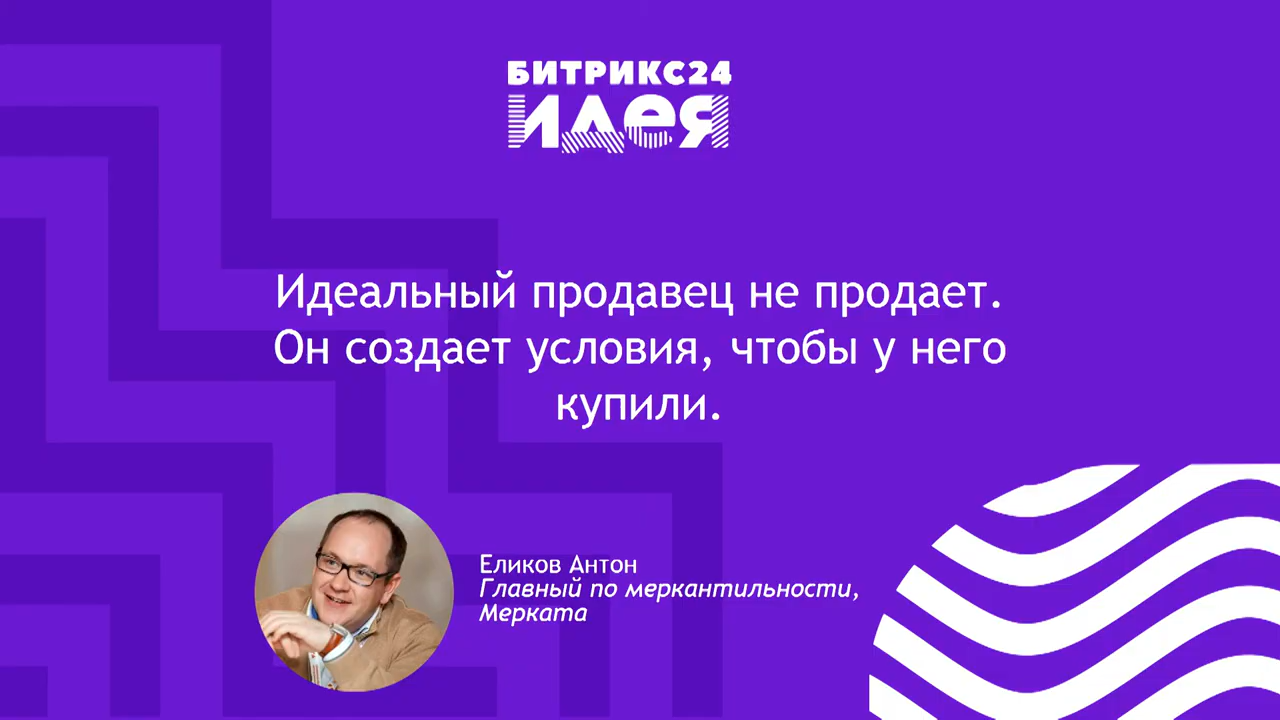 БИТРИКС24
идея
Идеальный продавец не продает.
Он создает условия, чтобы у него
купили.
Еликов Антон
Главный по меркантильности,
Мерката